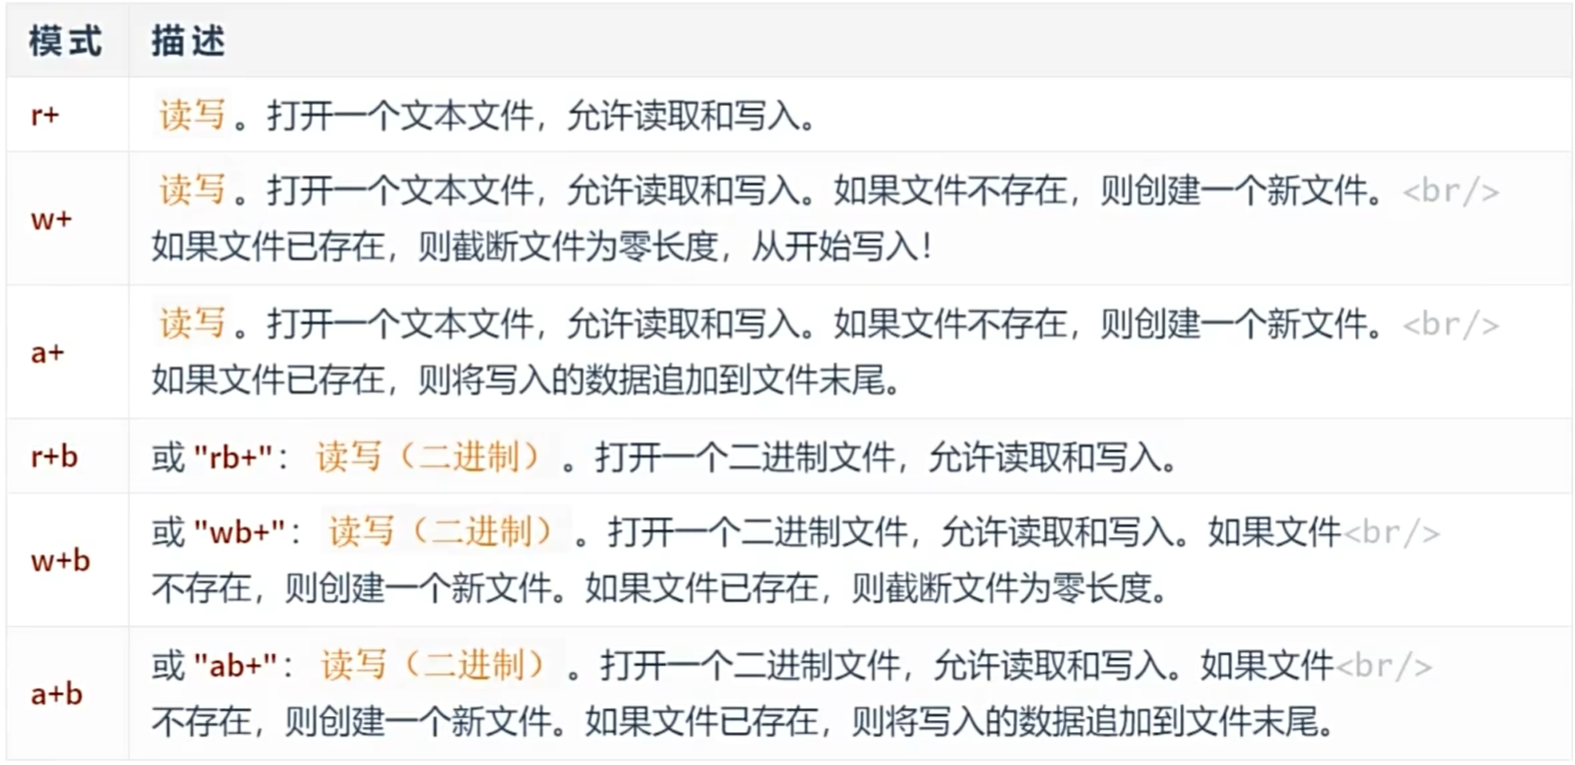 模式 描述
r+ 读写。打开一个文本文件，允许读取和写入。
读写。打开一个文本文件，允许读取和写入。如果文件不存在，则创建一个新文件。<br/>
w+
如果文件已存在，则截断文件为零长度，从开始写入！
读写。打开一个文本文件，允许读取和写入。如果文件不存在，则创建一个新文件。<br/>
a+
如果文件已存在，则将写入的数据追加到文件末尾。
r+b 或 "rb+"：读写（二进制）。打开一个二进制文件，允许读取和写入。
或 "wb+"：读写（二进制）。打开一个二进制文件，允许读取和写入。如果文件<br/>
w+b
不存在，则创建一个新文件。如果文件已存在，则截断文件为零长度。
或 "ab+"：读写（二进制）。打开一个二进制文件，允许读取和写入。如果文件<br/>
a+b
不存在，则创建一个新文件。如果文件已存在，则将写入的数据追加到文件末尾。